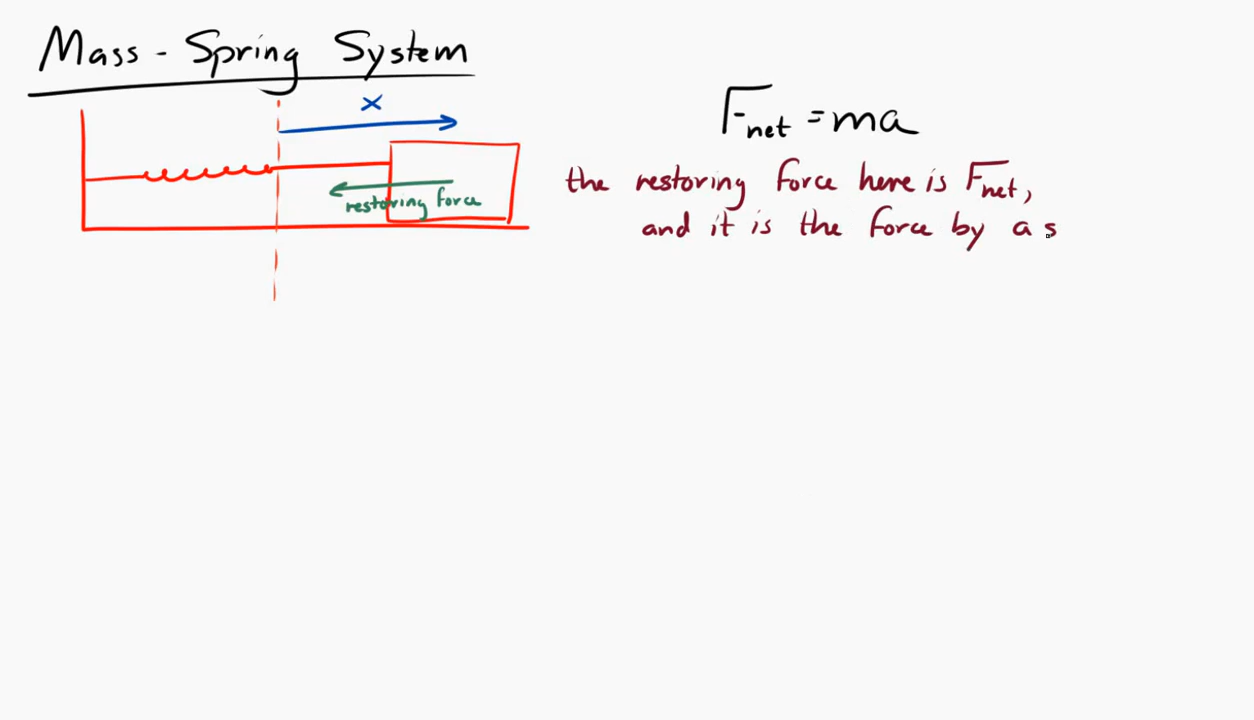 Mass - Spring System
x
restoring force
Fnet = ma
the restoring force here is Fnet,
and it is the force by a s